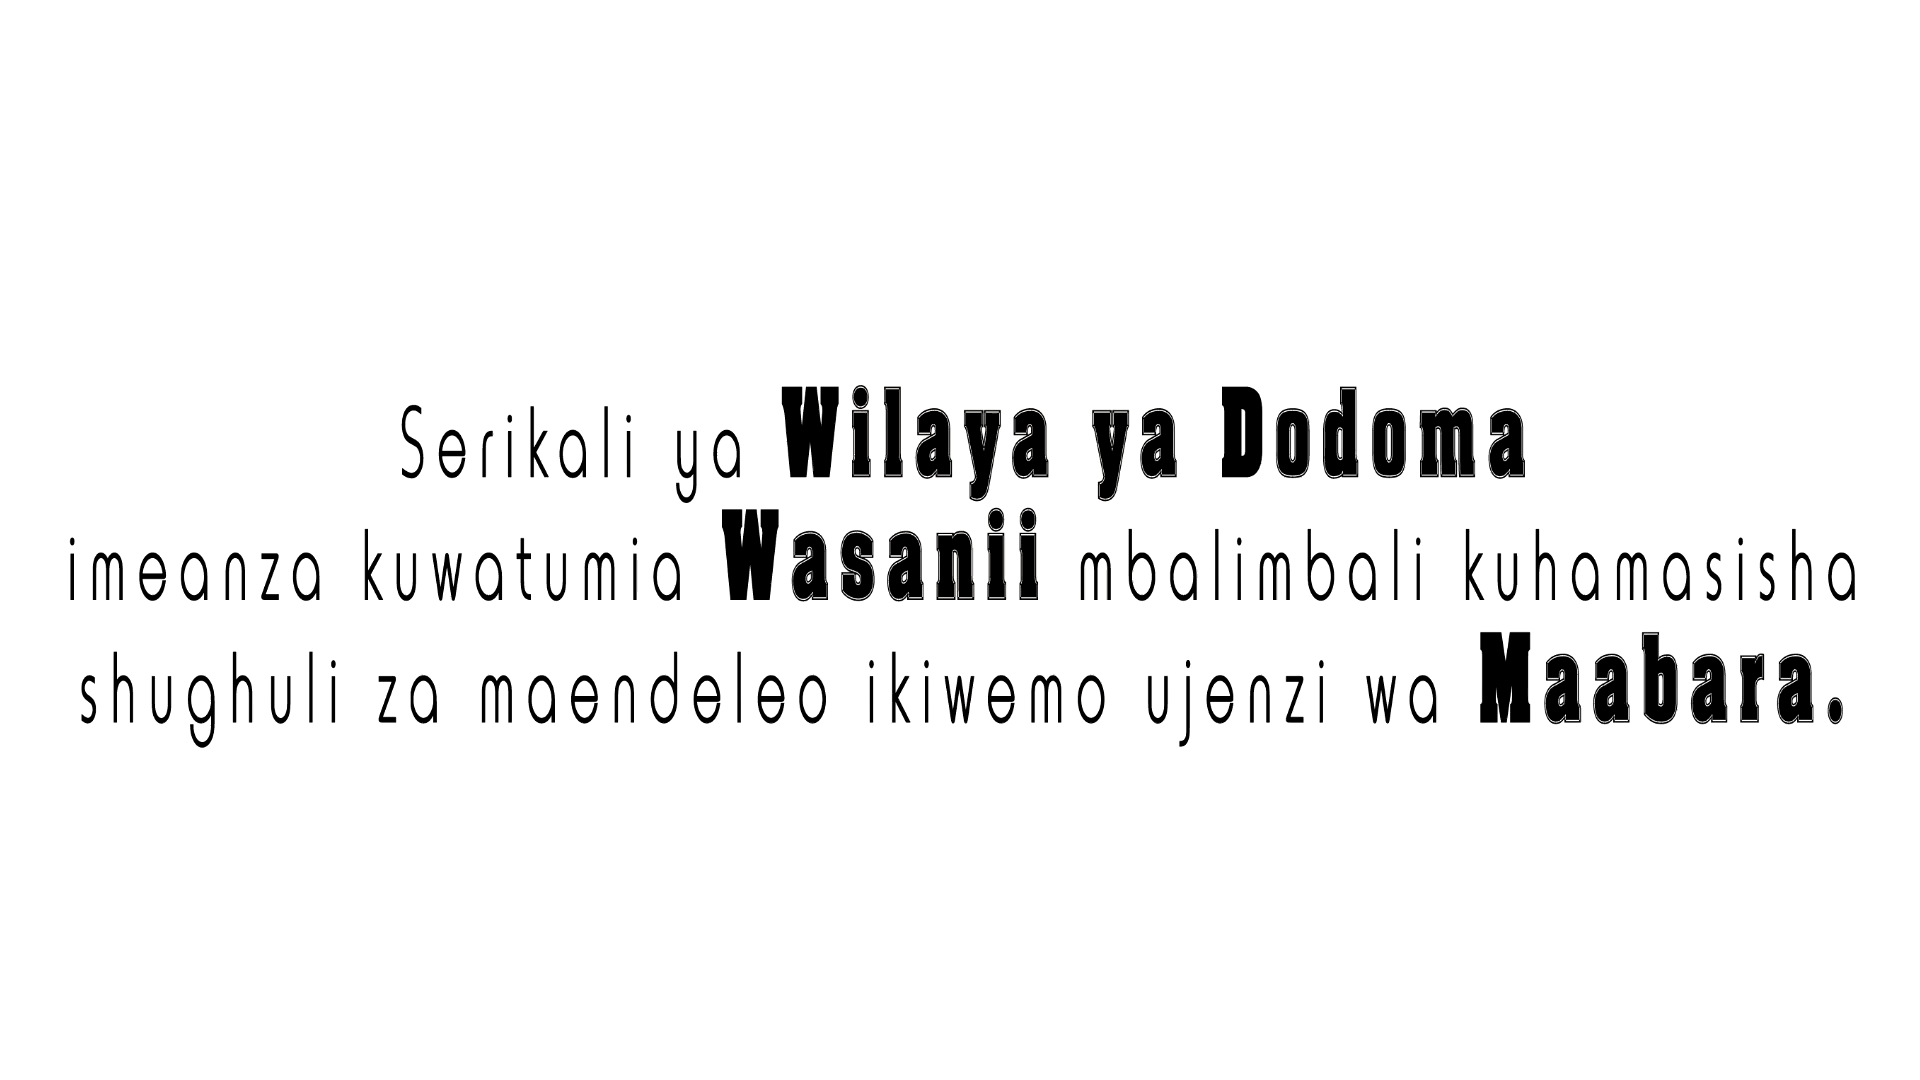 Serikali ya Wilaya ya Dodoma
imeanza kuwatumia Wasanii mbalimbali kuhamasisha
shughuli za maendeleo ikiwemo ujenzi wa Maabara.